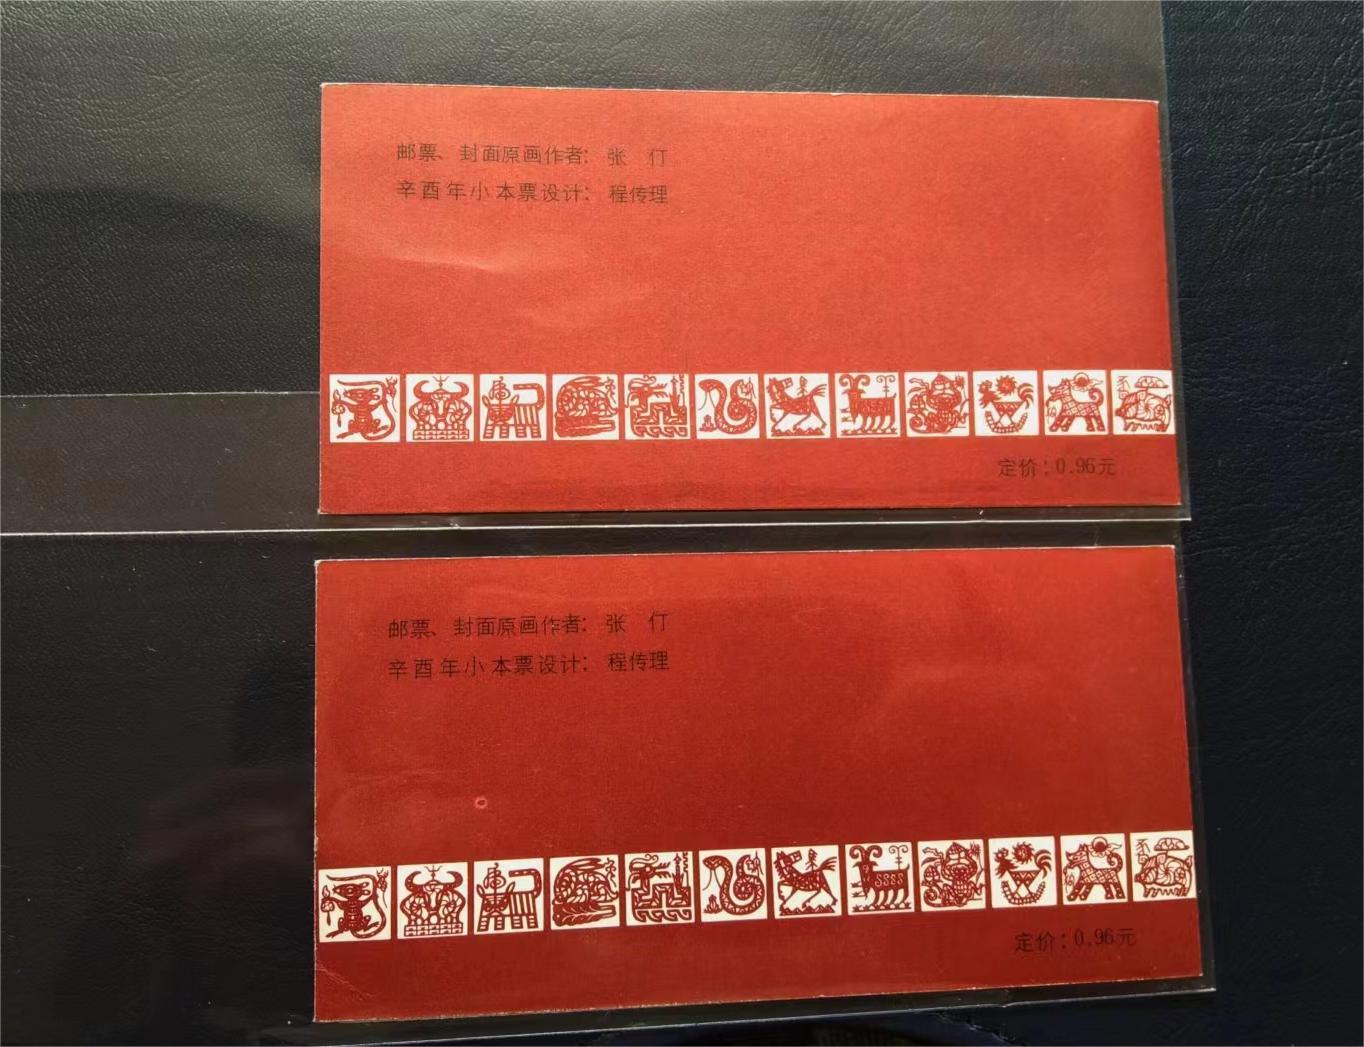 邮票、封面原画作者：张 仃
辛酉年小本票设计：程传理
定价：0.96元
邮票、封面原画作者：张 仃
辛酉年小本票设计：程传理
定价：0.96元